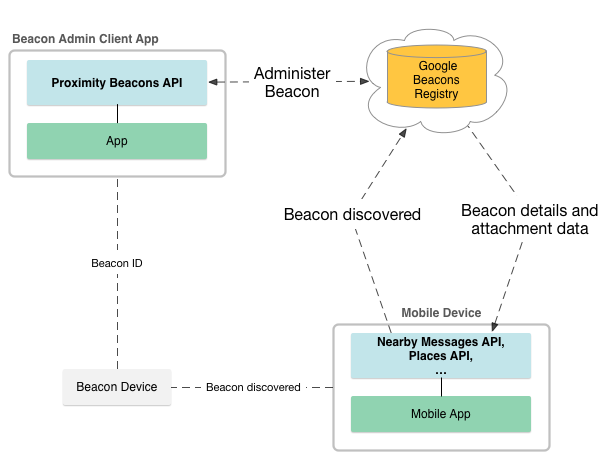 Beacon Admin Client App
Proximity Beacons API
App
Administer
Beacon
Google
Beacons
Registry
Beacon discovered
Beacon details and
attachment data
Beacon ID
Mobile Device
Nearby Messages API,
Places API,
...
Mobile App
Beacon Device
Beacon discovered